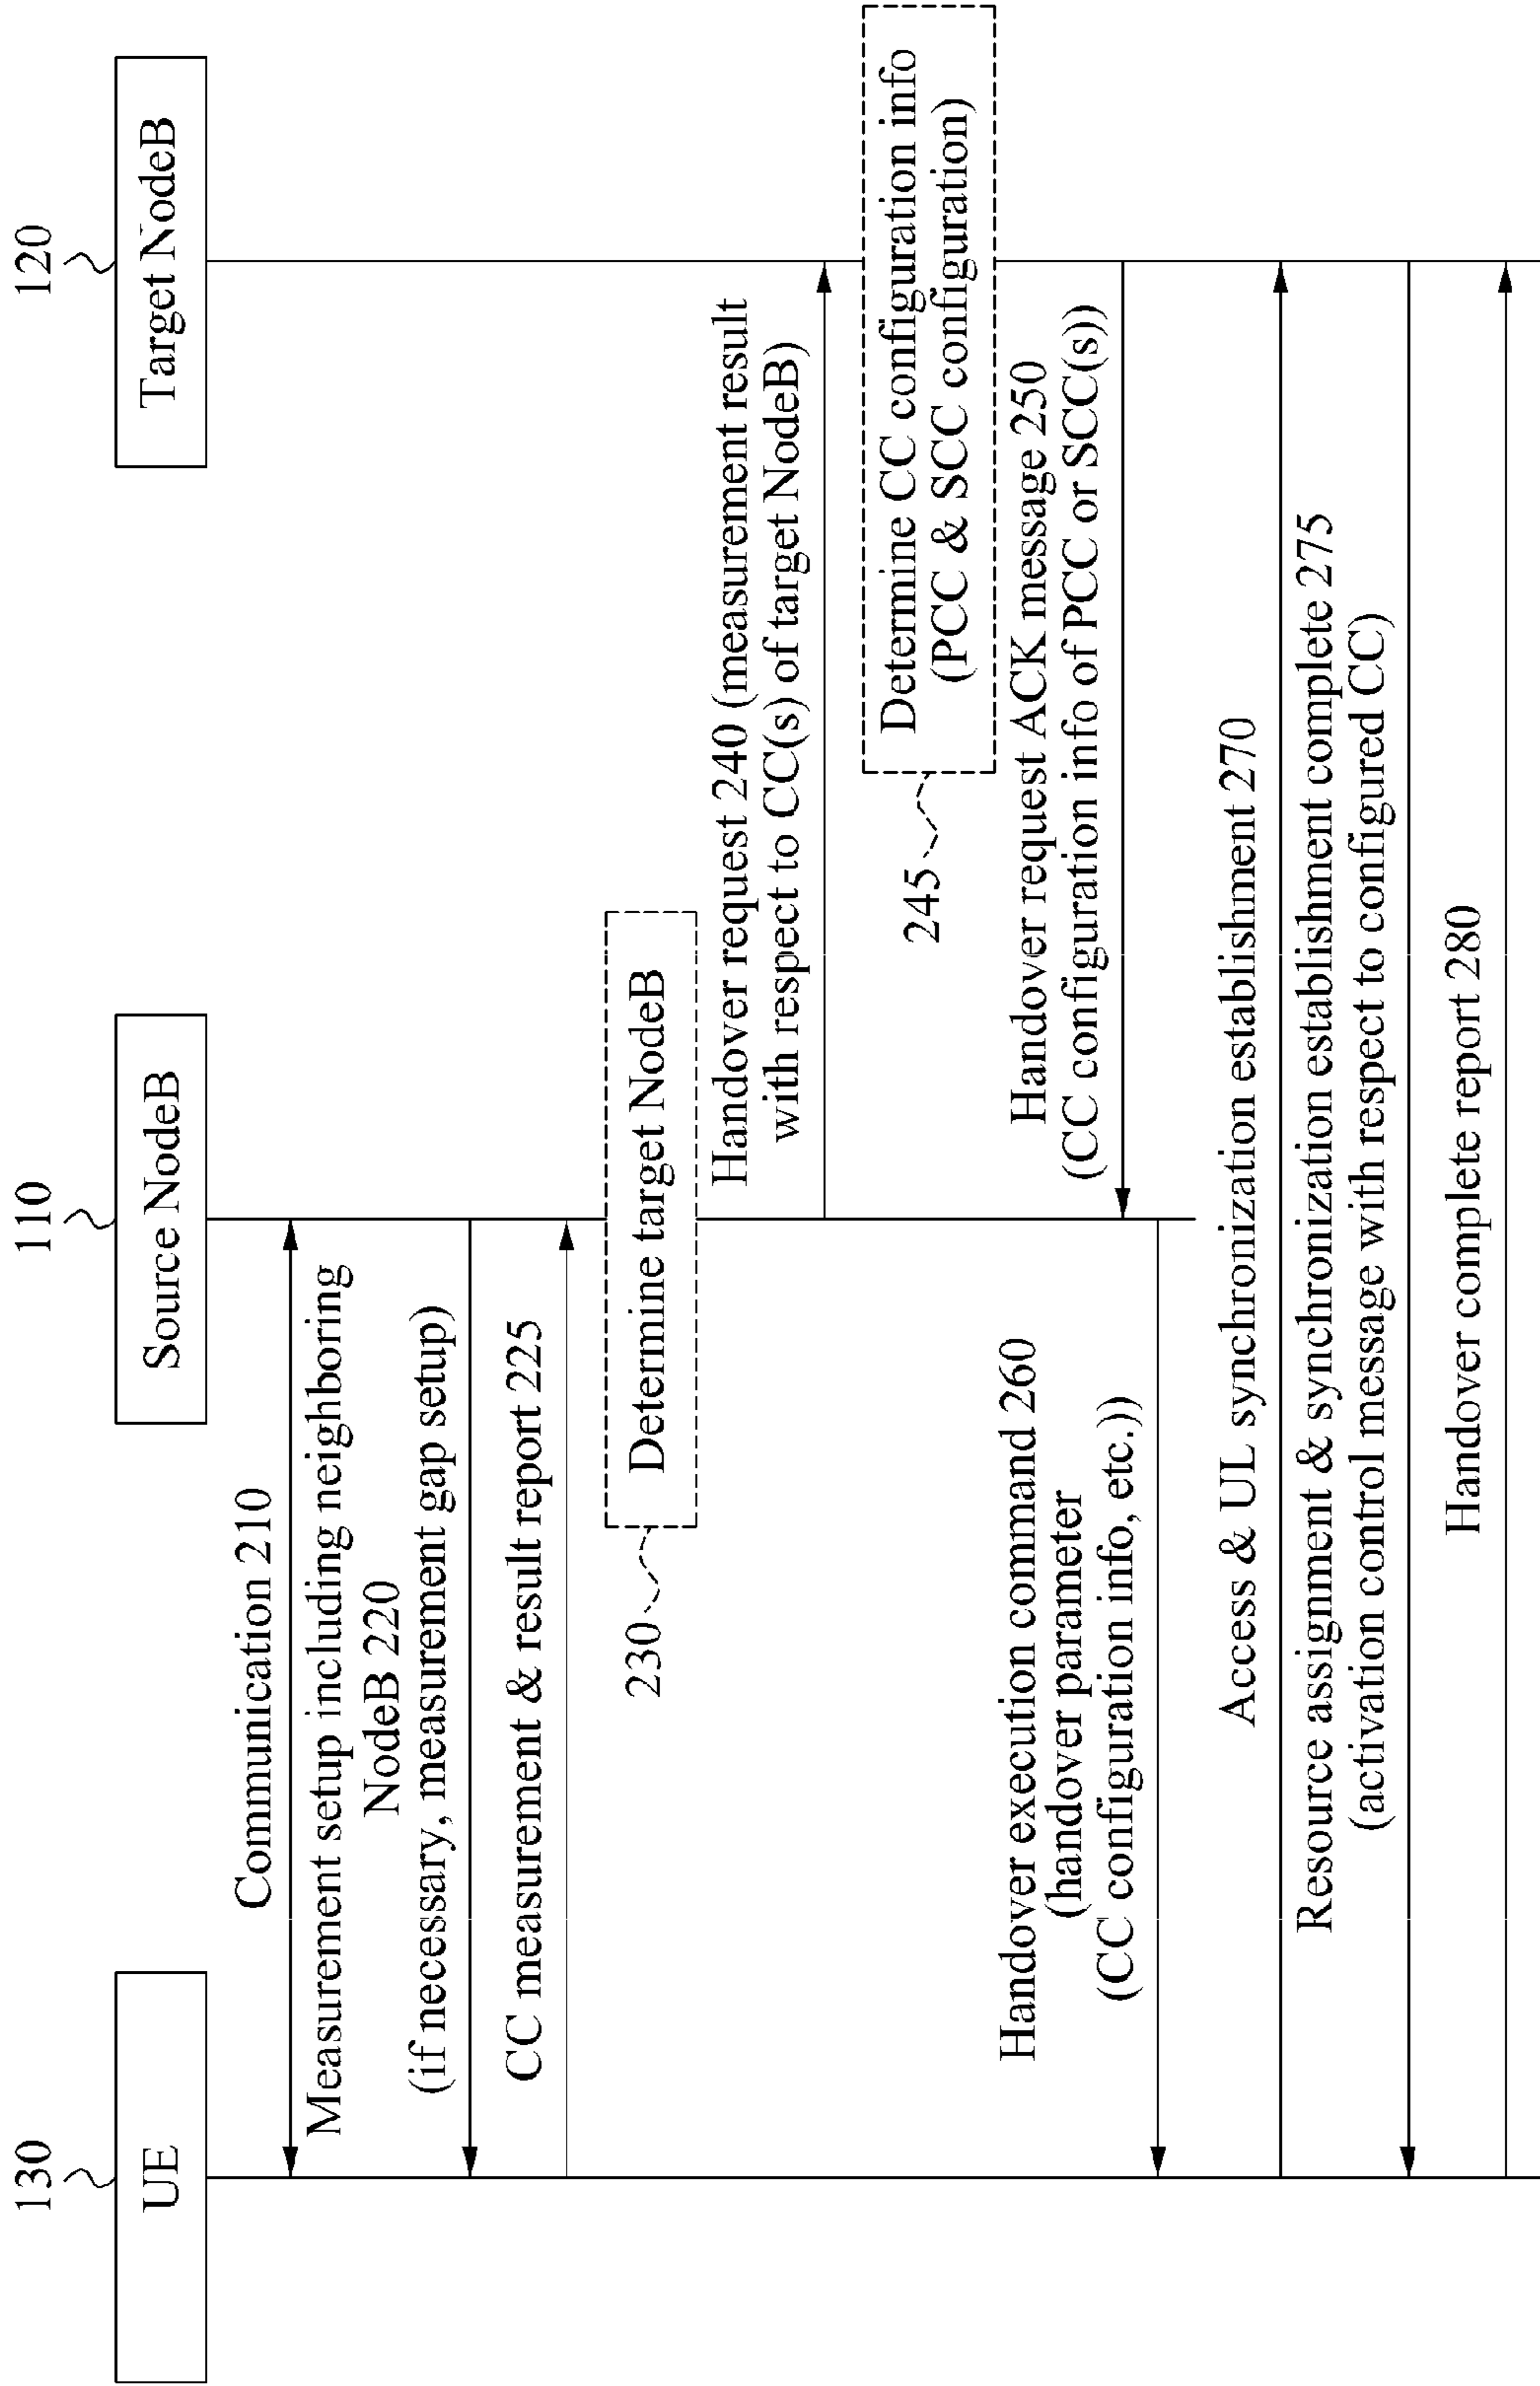 130
110
120
UE
Source NodeB
Target NodeB
Communication 210
Measurement setup including neighboring
NodeB 220
(if necessary, measurement gap setup)
CC measurement & result report 225
230
Determine target NodeB
Handover request 240 (measurement result
with respect to CC(s) of target NodeB)
245
Determine CC configuration info
(PCC & SCC configuration)
Handover request ACK message 250
(CC configuration info of PCC or SCC(s))
Handover execution command 260
(handover parameter
(CC configuration info, etc.))
Access & UL synchronization establishment 270
Resource assignment & synchronization establishment complete 275
(activation control message with respect to configured CC)
Handover complete report 280